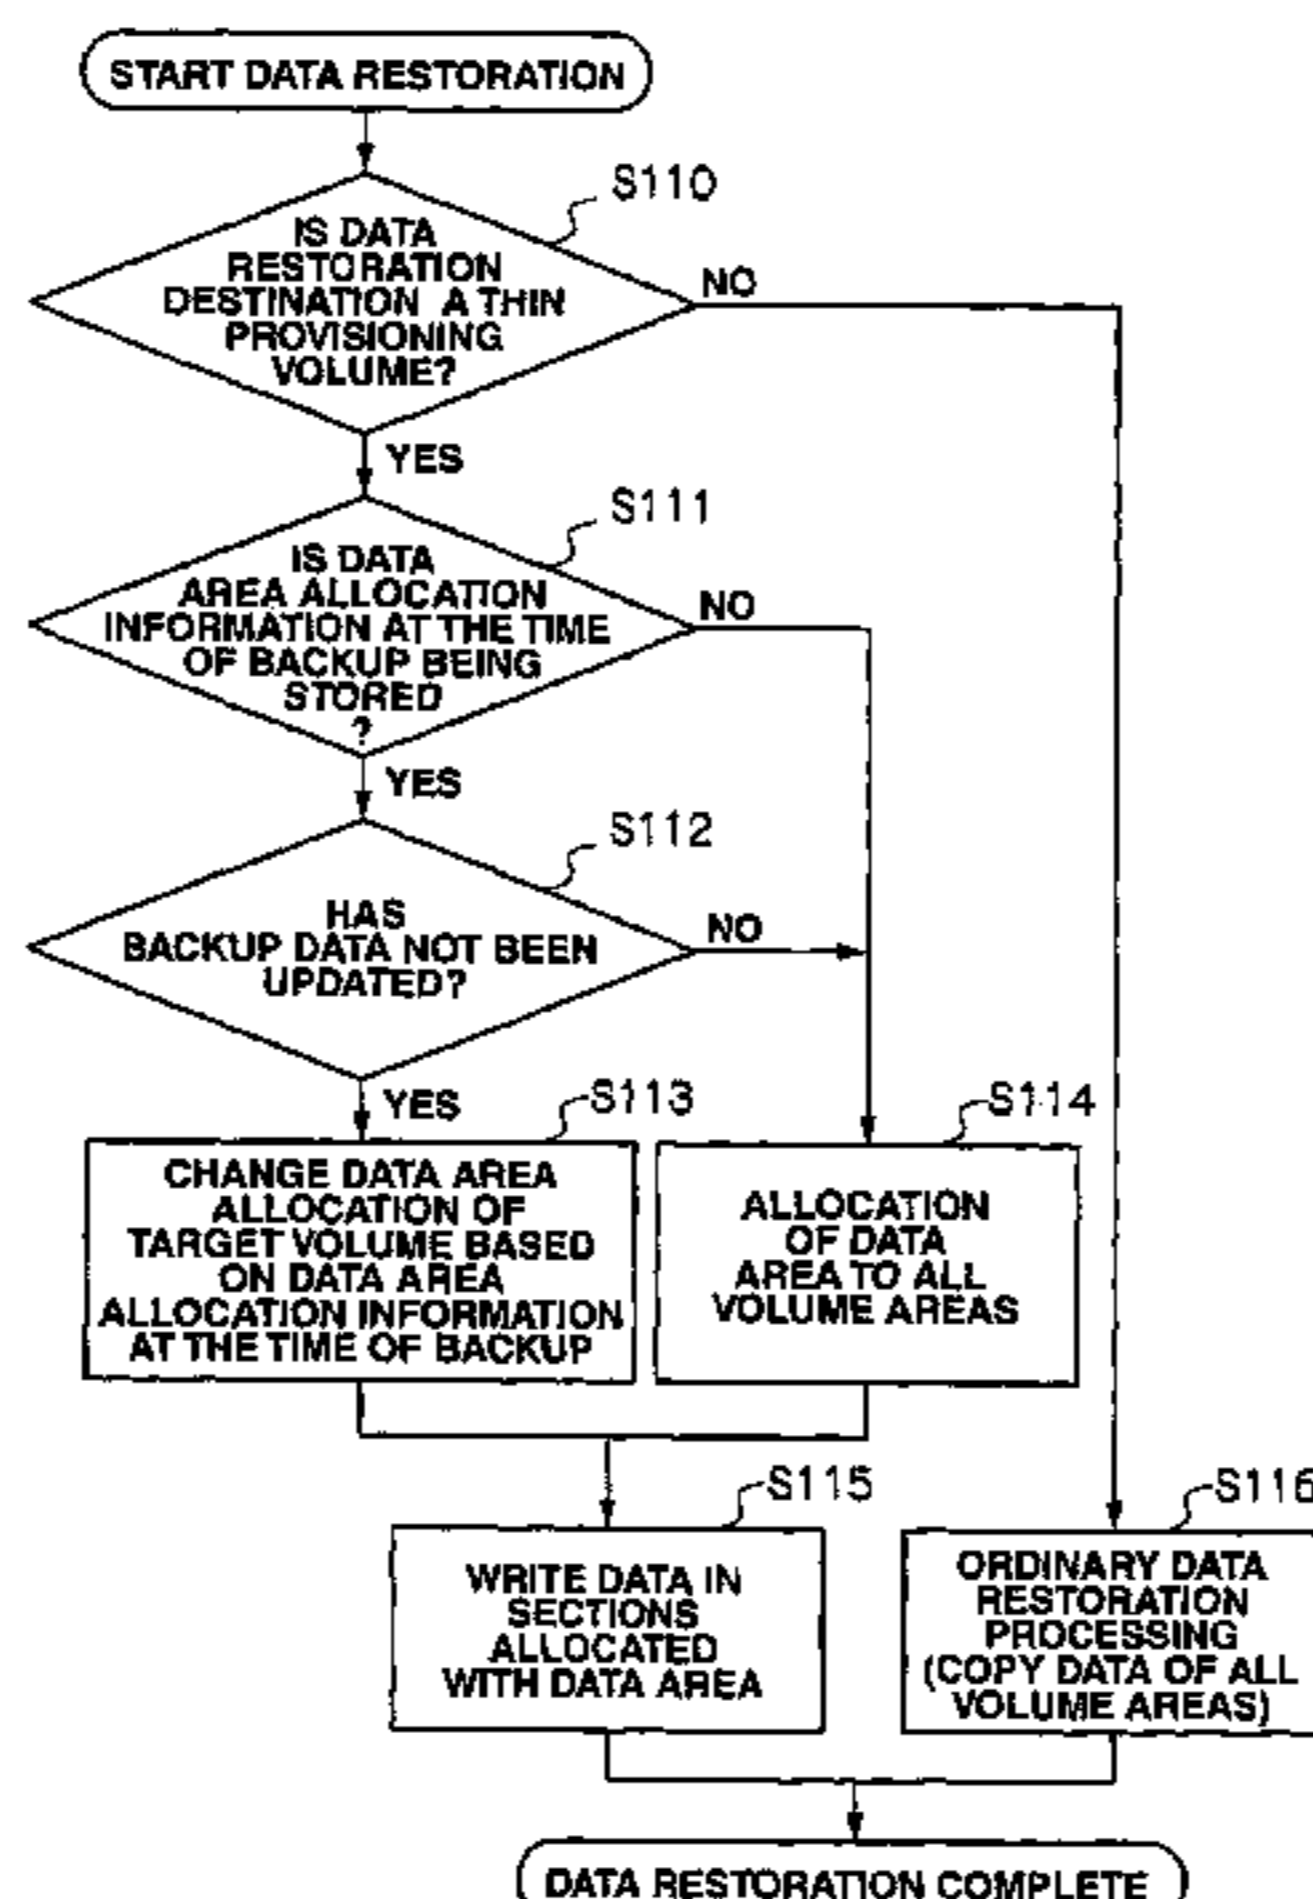 START DATA RESTORATION
S110
IS DATA
RESTORATION
DESTINATION A THIN
PROVISIONING
VOLUME?
NO
YES
S111
IS DATA
AREA ALLOCATION
INFORMATION AT THE TIME
OF BACKUP BEING
STORED
?
NO
YES
S112
HAS
BACKUP DATA NOT BEEN
UPDATED?
NO
YES
S113
CHANGE DATA AREA
ALLOCATION OF
TARGET VOLUME BASED
ON DATA AREA
ALLOCATION INFORMATION
AT THE TIME OF BACKUP
S114
ALLOCATION
OF DATA
AREA TO ALL
VOLUME AREAS
S115
WRITE DATA IN
SECTIONS
ALLOCATED
WITH DATA AREA
S116
ORDINARY DATA
RESTORATION
PROCESSING
(COPY DATA OF ALL
VOLUME AREAS)
DATA RESTORATION COMPLETE